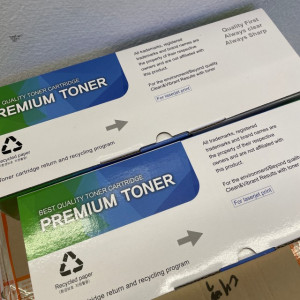 Quality First
Always clear
Always Sharp
All trademarks, registered
trademarks and brand names are
the property of their respective
owners and are not affiliated with
this product.
For the environment/Beyond quality
Clean&Vibrant Results with toner
For laserjet print
QUALITY TONER CARTRIDGE
PREMIUM TONER
Recycled paper
Toner cartridge return and recycling program
All trademarks, registered
trademarks and brand names are
the property of their respective
owners and are not affiliated with
this product.
For the environment/Beyond quality
Clean&Vibrant Results with toner
For laserjet print
BEST QUALITY TONER CARTRIDGE
PREMIUM TONER
Recycled paper
cartridge return and recycling program